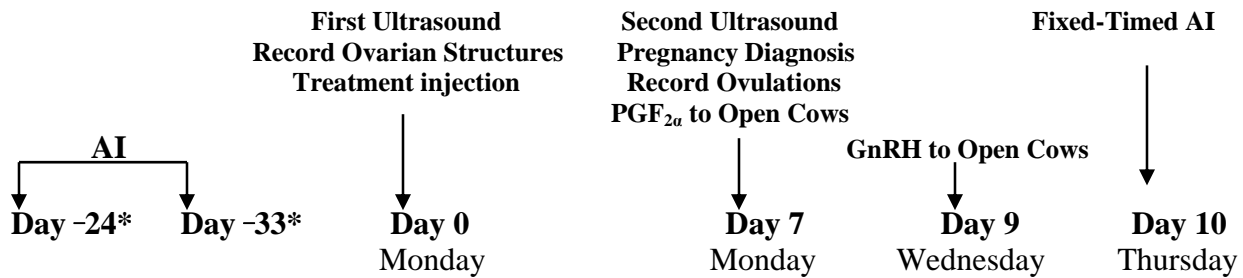 First Ultrasound
Record Ovarian Structures
Treatment injection
Second Ultrasound
Pregnancy Diagnosis
Record Ovulations
PGF2α to Open Cows
Fixed-Timed AI
AI
GnRH to Open Cows
Day -24*
Day -33*
Day 0
Monday
Day 7
Monday
Day 9
Wednesday
Day 10
Thursday